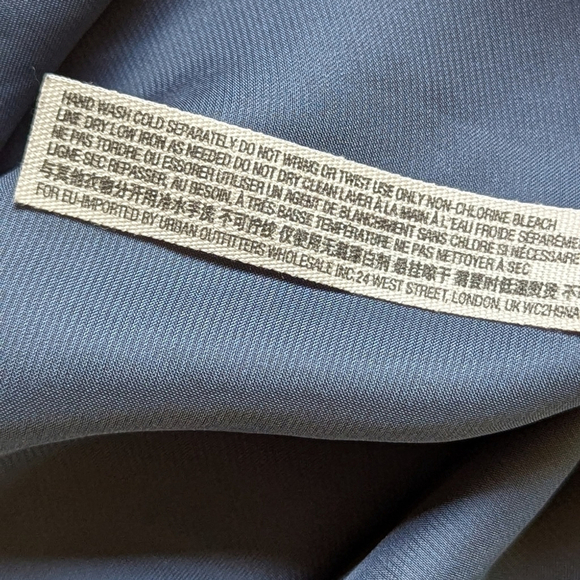 HAND WASH COLD SEPARATELY. DO NOT WRING OR TWIST USE ONLY NON-CHLORINE BLEACH
LINE DRY LOW IRON AS NEEDED. DO NOT DRY CLEAN LAVER À LA MAIN À L'EAU FROIDE SÉPARÉME
NE PAS TORDRE OU ESSORER UTILISER UN AGENT DE BLANCHIMENT SANS CHLORE SI NÉCESSAIRE
LIGNE SEC REPASSER, AU BESOIN, À TRÈS BASSE TEMPÉRATURE NE PAS NETTOYER À SEC
与其他衣物分开用冷水手洗 不可拧绞 仅使用无氯漂白剂 悬挂晾干 需要时低温熨烫 不
FOR EU-IMPORTED BY URBAN OUTFITTERS WHOLESALE INC. 24 WEST STREET, LONDON, UK WC2H9NA